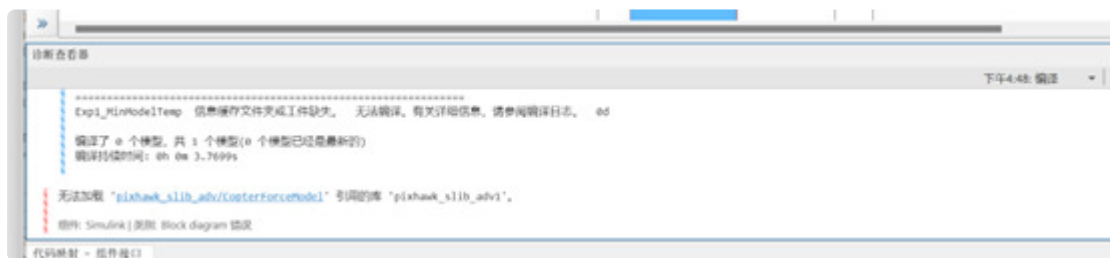 诊断查看器
下午4:48: 编译
Exp1_MinModelTemp 信息缓存文件夹或工件缺失。 无法编译。有关详细信息，请参阅编译日志。 0d
编译了 0 个模型，共 1 个模型(0 个模型已经是最新的)
编译持续时间: 0h 0m 3.7699s
无法加载 'pixhawk_slib_adv/CopterForceModel' 引用的库 'pixhawk_slib_adv1'。
组件: Simulink | 类别: Block diagram 错误
代码映射 - 组件接口